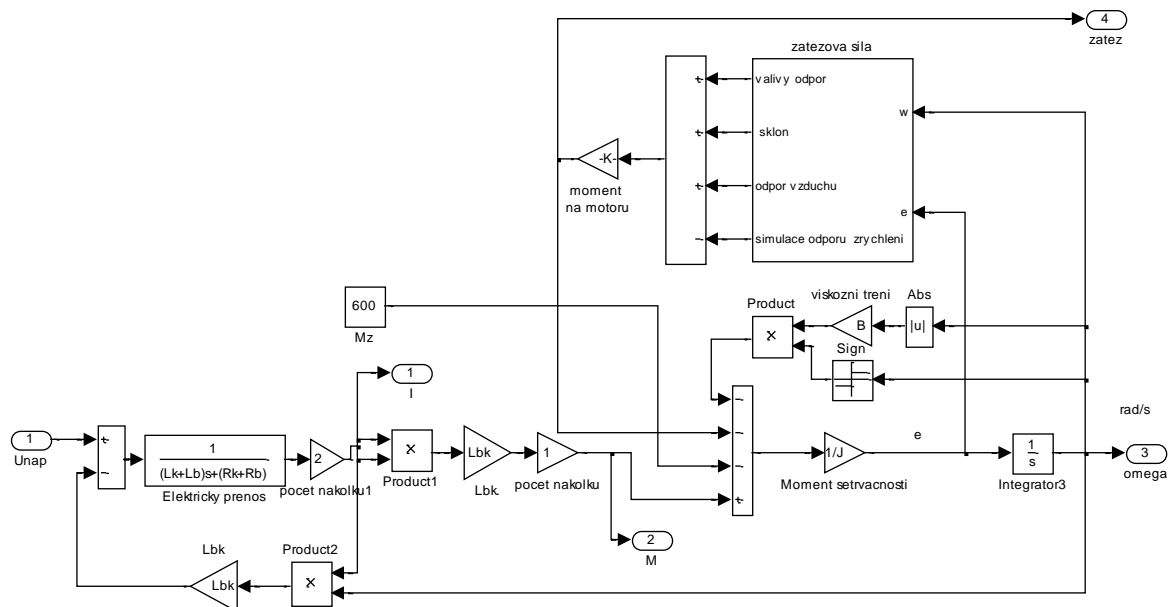 4
zatez
zatezova sila
valivy odpor
sklon
odpor vzduchu
simulace odporu zrychleni
w
e
+
+
+
−
-K-
moment
na motoru
600
Mz
Product
×
viskozni treni
B
Abs
|u|
Sign
1
I
1
Unap
+
−
1
(Lk+Lb)s+(Rk+Rb)
Elektricky prenos
2
pocet nakolku1
×
Product1
Lbk
Lbk.
1
pocet nakolku
2
M
−
−
−
+
1/J
Moment setrvacnosti
e
1
s
Integrator3
rad/s
3
omega
Lbk
Lbk
Product2
×